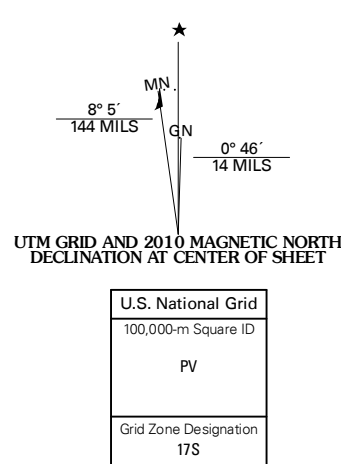 ★
M.N.
8° 5´
144 MILS
GN
0° 46´
14 MILS
UTM GRID AND 2010 MAGNETIC NORTH
DECLINATION AT CENTER OF SHEET
U.S. National Grid
100,000-m Square ID
PV
Grid Zone Designation
17S